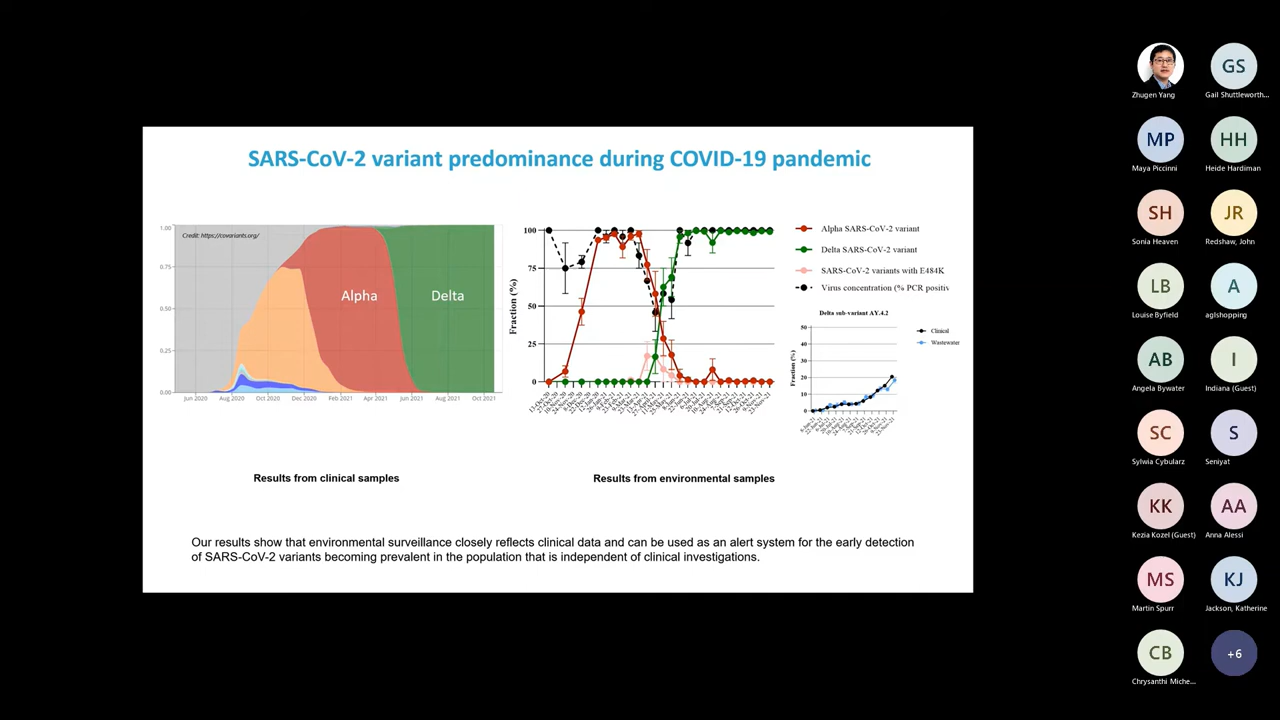 SARS-CoV-2 variant predominance during COVID-19 pandemic
1.00
0.75
0.50
0.25
0.00
Credit: https://covariants.org/
Alpha
Delta
Jun 2020
Aug 2020
Oct 2020
Dec 2020
Feb 2021
Apr 2021
Jun 2021
Aug 2021
Oct 2021
Results from clinical samples
Fraction (%)
100
75
50
25
0
Alpha SARS-CoV-2 variant
Delta SARS-CoV-2 variant
SARS-CoV-2 variants with E484K
Virus concentration (% PCR positiv
Delta sub-variant AY.4.2
Fraction (%)
50
40
30
20
10
0
Clinical
Wastewater
Results from environmental samples
Our results show that environmental surveillance closely reflects clinical data and can be used as an alert system for the early detection
of SARS-CoV-2 variants becoming prevalent in the population that is independent of clinical investigations.
Zhugen Yang
GS
Gail Shuttleworth...
MP
Maya Piccinni
HH
Heide Hardiman
SH
Sonia Heaven
JR
Redshaw, John
LB
Louise Byfield
A
aglshopping
AB
Angela Bywater
I
Indiana (Guest)
SC
Sylwia Cybularz
S
Seniyat
KK
Kezia Kozel (Guest)
AA
Anna Alessi
MS
Martin Spurr
KJ
Jackson, Katherine
CB
Chrysanthi Miche...
+6